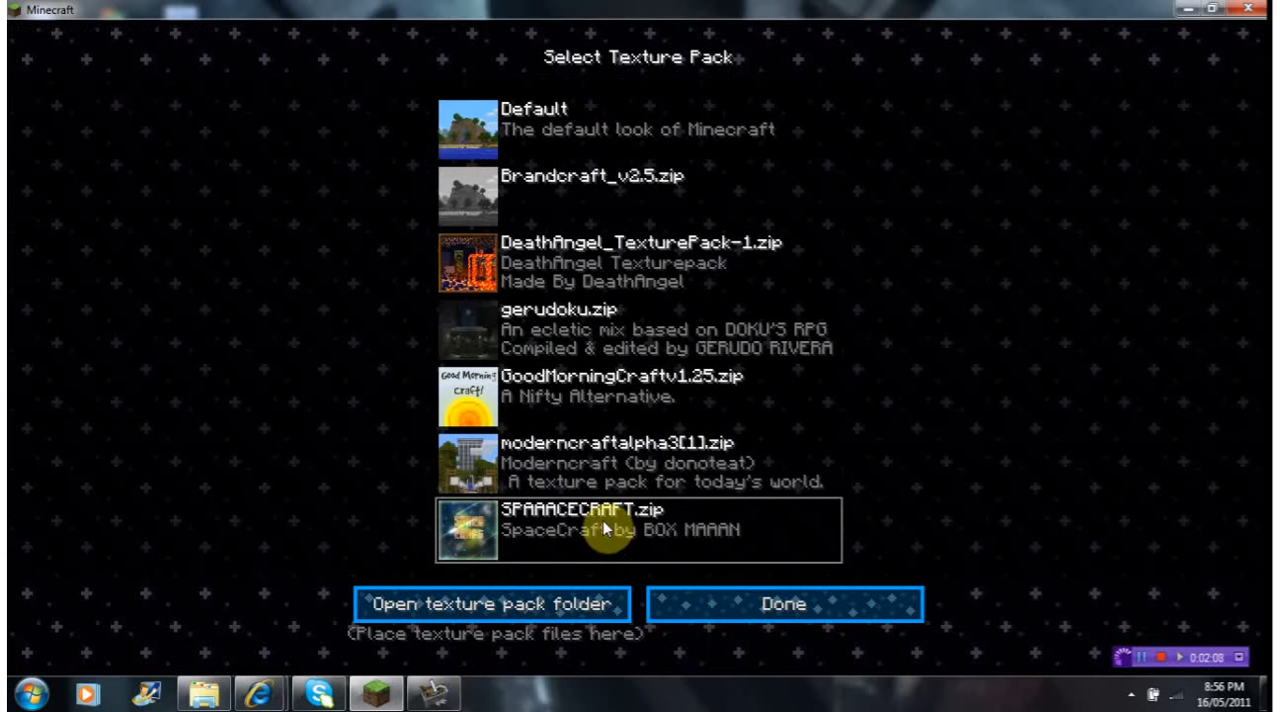 Minecraft
Select Texture Pack
Default
The default look of Minecraft
Brandcraft_v2.5.zip
DeathAngel_TexturePack-1.zip
DeathAngel Texturepack
Made By DeathAngel
gerudoku.zip
An ecletic mix based on DOKU'S RPG
Compiled & edited by GERUDO RIVERA
Good Morning
Craft!
GoodMorningCraftv1.25.zip
A Nifty Alternative.
moderncraftalpha3[1].zip
Moderncraft (by donoteat)
A texture pack for today's world.
SPAAACECRAFT.zip
SpaceCraft by BOX MAAAN
Open texture pack folder
Done
(Place texture pack files here)
0:02:08
8:56 PM
16/05/2011